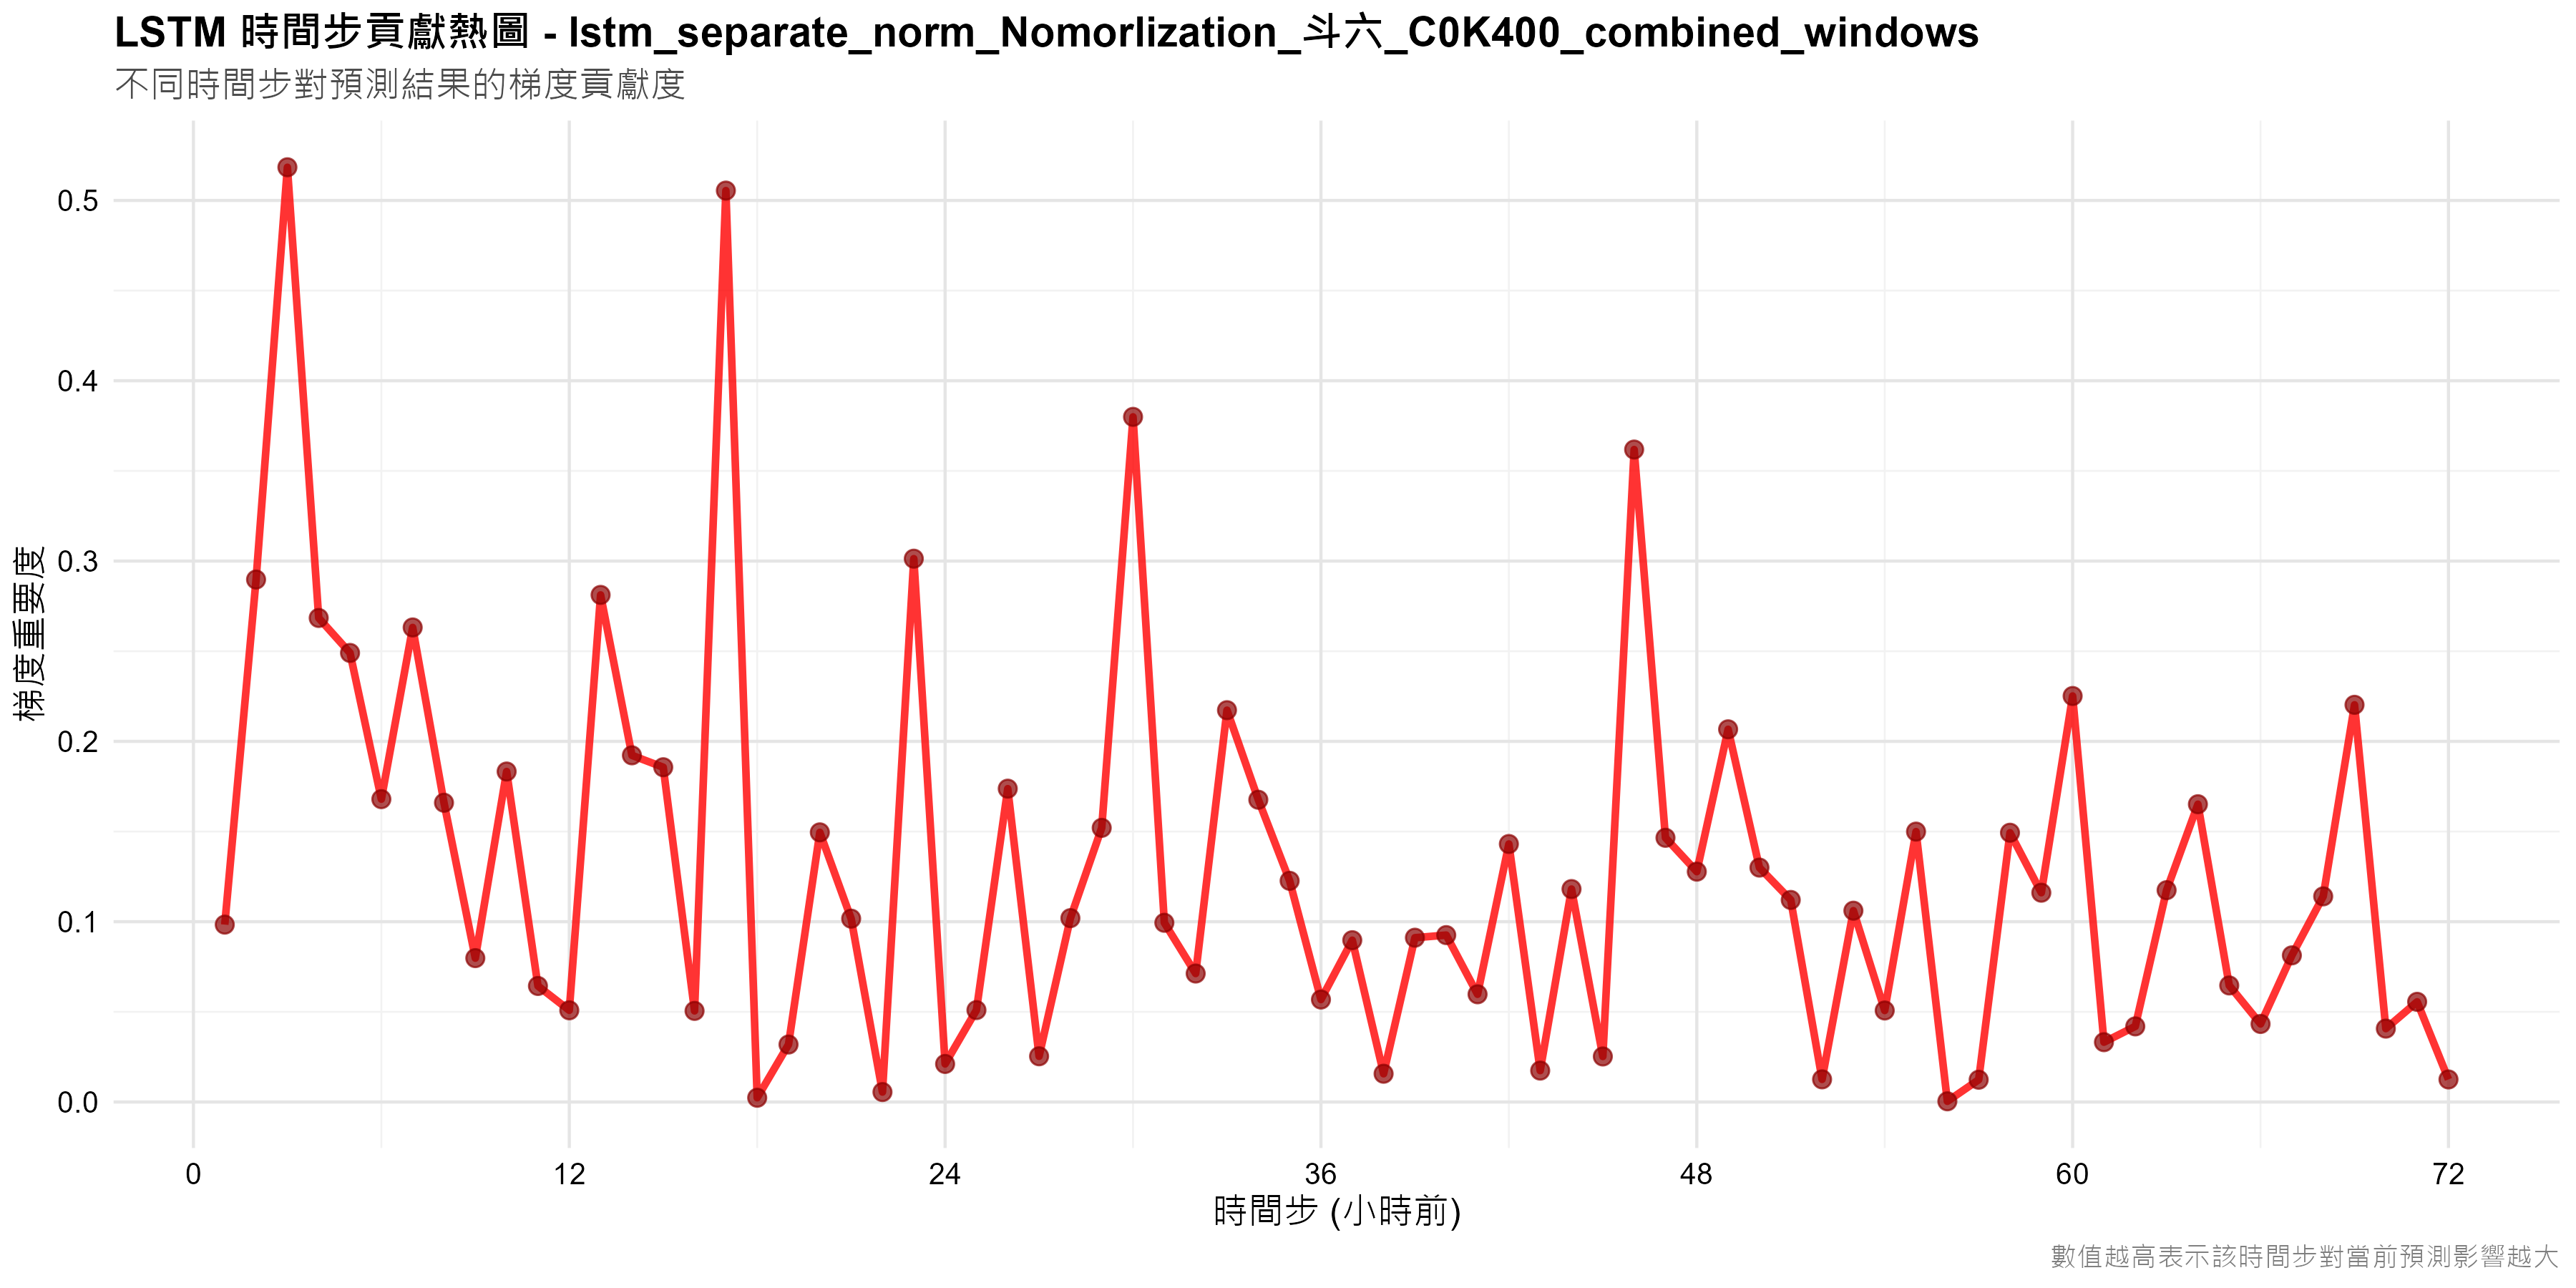 LSTM 時間步貢獻熱圖 - lstm_separate_norm_Nomorlization_斗六_C0K400_combined_windows
不同時間步對預測結果的梯度貢獻度
梯度重要度
0.5
0.4
0.3
0.2
0.1
0.0
0 12 24 36 48 60 72
時間步 (小時前)
數值越高表示該時間步對當前預測影響越大